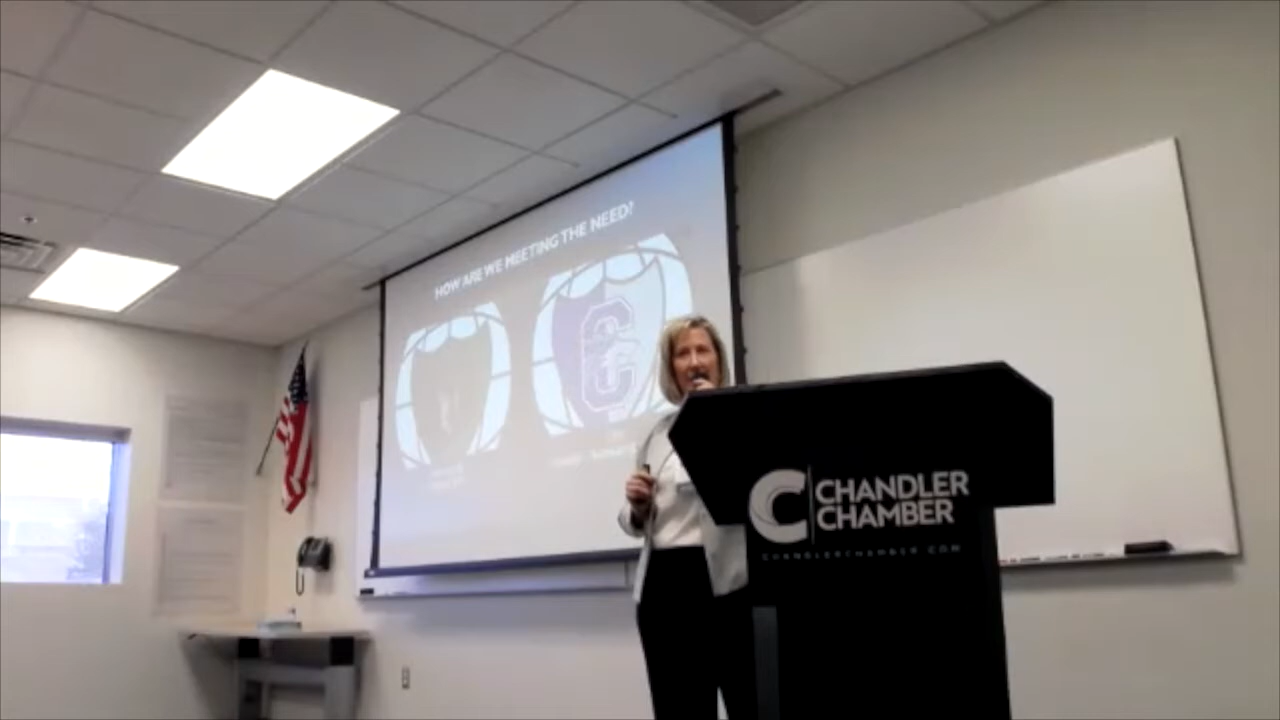 HOW ARE WE MEETING THE NEED?
C
C
CHANDLER
CHAMBER
CHANDLERCHAMBER.COM